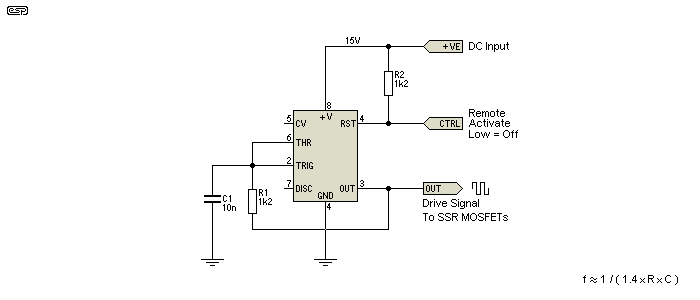 esp
15V
+VE
DC Input
R2
1k2
8
+V
5
CV
RST
4
CTRL
Remote
Activate
Low = Off
6
THR
2
TRIG
7
DISC
OUT
3
GND
4
C1
10n
R1
1k2
OUT
Drive Signal
To SSR MOSFETs
f ≈ 1 / ( 1.4 x R x C )